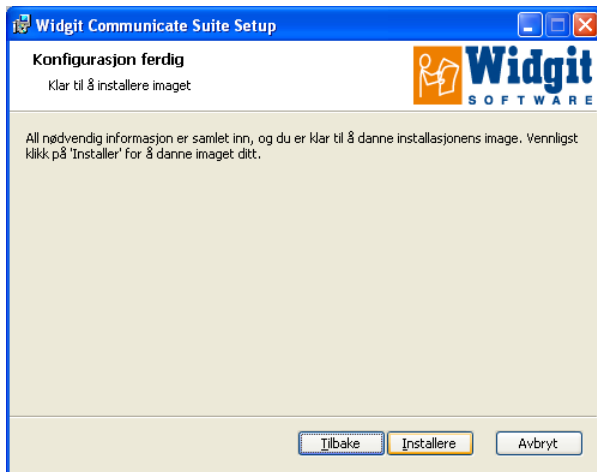 Widgit Communicate Suite Setup
Konfigurasjon ferdig
Klar til å installere imaget
Widgit
SOFTWARE
All nødvendig informasjon er samlet inn, og du er klar til å danne installasjonens image. Vennligst
klikk på 'Installer' for å danne imaget ditt.
Tilbake
Installere
Avbryt